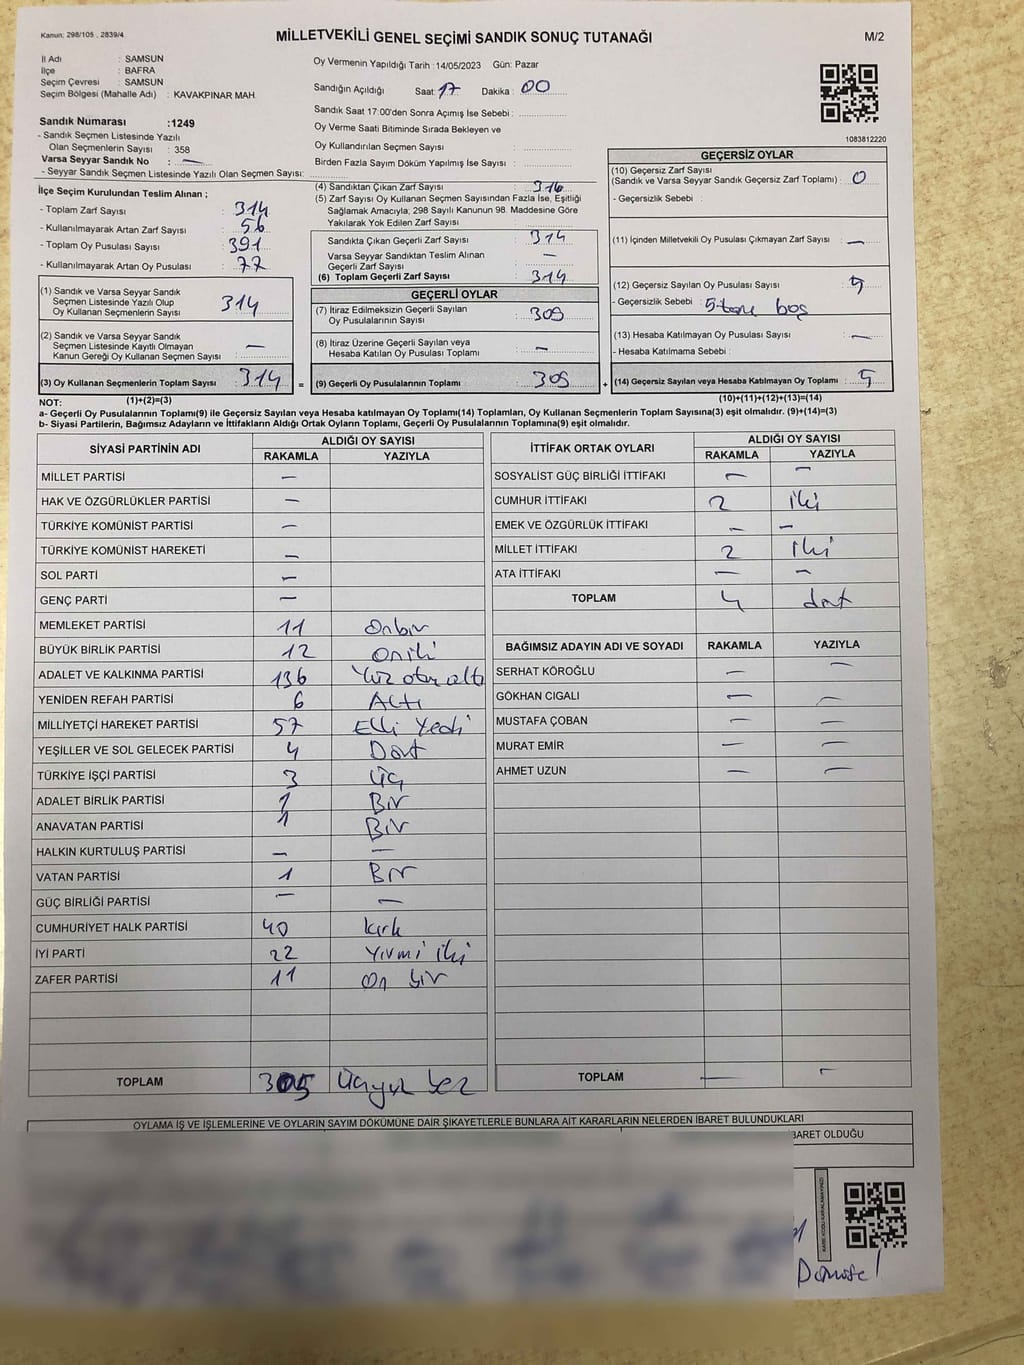 Kanun: 298/105 , 2839/4
MİLLETVEKİLİ GENEL SEÇİMİ SANDIK SONUÇ TUTANAĞI
M/2
İl Adı : SAMSUN
İlçe : BAFRA
Seçim Çevresi : SAMSUN
Seçim Bölgesi (Mahalle Adı) : KAVAKPINAR MAH.
Oy Vermenin Yapıldığı Tarih : 14/05/2023 Gün: Pazar
Sandığın Açıldığı Saat: 17 Dakika : 00
Sandık Saat 17:00'den Sonra Açımış İse Sebebi :
Oy Verme Saati Bitiminde Sırada Bekleyen ve
Oy Kullandırılan Seçmen Sayısı :
Birden Fazla Sayım Döküm Yapılmış İse Sayısı :
1083812220
Sandık Numarası :1249
- Sandık Seçmen Listesinde Yazılı
Olan Seçmenlerin Sayısı : 358
Varsa Seyyar Sandık No : —
- Seyyar Sandık Seçmen Listesinde Yazılı Olan Seçmen Sayısı:
İlçe Seçim Kurulundan Teslim Alınan ;
- Toplam Zarf Sayısı : 314
- Kullanılmayarak Artan Zarf Sayısı : 56
- Toplam Oy Pusulası Sayısı : 391
- Kullanılmayarak Artan Oy Pusulası : 77
(1) Sandık ve Varsa Seyyar Sandık
Seçmen Listesinde Yazılı Olup
Oy Kullanan Seçmenlerin Sayısı : 314
(2) Sandık ve Varsa Seyyar Sandık
Seçmen Listesinde Kayıtlı Olmayan
Kanun Gereği Oy Kullanan Seçmen Sayısı : —
(3) Oy Kullanan Seçmenlerin Toplam Sayısı : 314
(1)+(2)=(3)
(4) Sandıktan Çıkan Zarf Sayısı : 314
(5) Zarf Sayısı Oy Kullanan Seçmen Sayısından Fazla İse, Eşitliği
Sağlamak Amacıyla, 298 Sayılı Kanunun 98. Maddesine Göre
Yakılarak Yok Edilen Zarf Sayısı :
Sandıkta Çıkan Geçerli Zarf Sayısı : 314
Varsa Seyyar Sandıktan Teslim Alınan
Geçerli Zarf Sayısı : —
(6) Toplam Geçerli Zarf Sayısı : 314
GEÇERLİ OYLAR
(7) İtiraz Edilmeksizin Geçerli Sayılan
Oy Pusulalarının Sayısı : 309
(8) İtiraz Üzerine Geçerli Sayılan veya
Hesaba Katılan Oy Pusulası Toplamı : —
= (9) Geçerli Oy Pusulalarının Toplamı : 309
GEÇERSİZ OYLAR
(10) Geçersiz Zarf Sayısı
(Sandık ve Varsa Seyyar Sandık Geçersiz Zarf Toplamı) : 0
- Geçersizlik Sebebi :
(11) İçinden Milletvekili Oy Pusulası Çıkmayan Zarf Sayısı : —
(12) Geçersiz Sayılan Oy Pusulası Sayısı : 5
- Geçersizlik Sebebi : 5 tane boş
(13) Hesaba Katılmayan Oy Pusulası Sayısı : —
- Hesaba Katılmama Sebebi :
+ (14) Geçersiz Sayılan veya Hesaba Katılmayan Oy Toplamı : 5
(10)+(11)+(12)+(13)=(14)
NOT:
a- Geçerli Oy Pusulalarının Toplamı(9) ile Geçersiz Sayılan veya Hesaba katılmayan Oy Toplamı(14) Toplamları, Oy Kullanan Seçmenlerin Toplam Sayısına(3) eşit olmalıdır. (9)+(14)=(3)
b- Siyasi Partilerin, Bağımsız Adayların ve İttifakların Aldığı Ortak Oyların Toplamı, Geçerli Oy Pusulalarının Toplamına(9) eşit olmalıdır.
SİYASİ PARTİNİN ADI ALDIĞI OY SAYISI
RAKAMLA YAZIYLA
MİLLET PARTİSİ —
HAK VE ÖZGÜRLÜKLER PARTİSİ —
TÜRKİYE KOMÜNİST PARTİSİ —
TÜRKİYE KOMÜNİST HAREKETİ —
SOL PARTİ —
GENÇ PARTİ —
MEMLEKET PARTİSİ 11 Onbir
BÜYÜK BİRLİK PARTİSİ 12 oniki
ADALET VE KALKINMA PARTİSİ 136 Yüz otuz altı
YENİDEN REFAH PARTİSİ 6 Altı
MİLLİYETÇİ HAREKET PARTİSİ 57 Elli Yedi
YEŞİLLER VE SOL GELECEK PARTİSİ 4 Dört
TÜRKİYE İŞÇİ PARTİSİ 3 üç
ADALET BİRLİK PARTİSİ 1 Bir
ANAVATAN PARTİSİ 1 Bir
HALKIN KURTULUŞ PARTİSİ — —
VATAN PARTİSİ 1 Bir
GÜÇ BİRLİĞİ PARTİSİ — —
CUMHURİYET HALK PARTİSİ 40 kırk
İYİ PARTİ 22 Yirmi iki
ZAFER PARTİSİ 11 On bir
TOPLAM 305 Üçyüz beş
İTTİFAK ORTAK OYLARI ALDIĞI OY SAYISI
RAKAMLA YAZIYLA
SOSYALİST GÜÇ BİRLİĞİ İTTİFAKI — —
CUMHUR İTTİFAKI 2 iki
EMEK VE ÖZGÜRLÜK İTTİFAKI — —
MİLLET İTTİFAKI 2 iki
ATA İTTİFAKI — —
TOPLAM 4 dört
BAĞIMSIZ ADAYIN ADI VE SOYADI RAKAMLA YAZIYLA
SERHAT KÖROĞLU — —
GÖKHAN CIGALI — —
MUSTAFA ÇOBAN — —
MURAT EMİR — —
AHMET UZUN — —
TOPLAM — —
OYLAMA İŞ VE İŞLEMLERİNE VE OYLARIN SAYIM DÖKÜMÜNE DAİR ŞİKAYETLERLE BUNLARA AİT KARARLARIN NELERDEN İBARET BULUNDUKLARI
BARET OLDUĞU